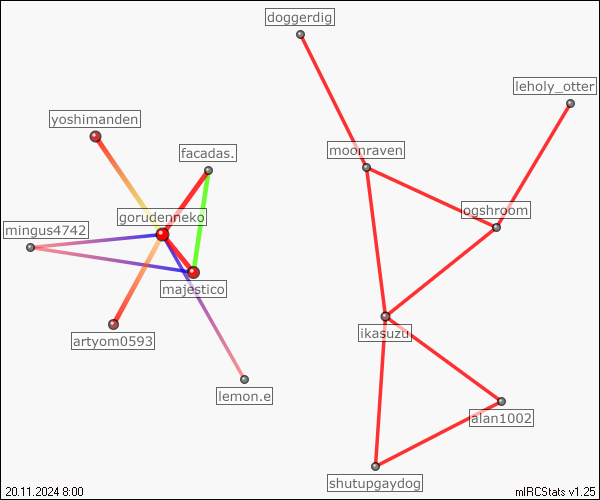 doggerdig
leholy_otter
yoshimanden
facadas.
moonraven
gorudenneko
ogshroom
mingus4742
majestico
ikasuzu
artyom0593
lemon.e
alan1002
shutupgaydog
20.11.2024 8:00
mIRCStats v1.25